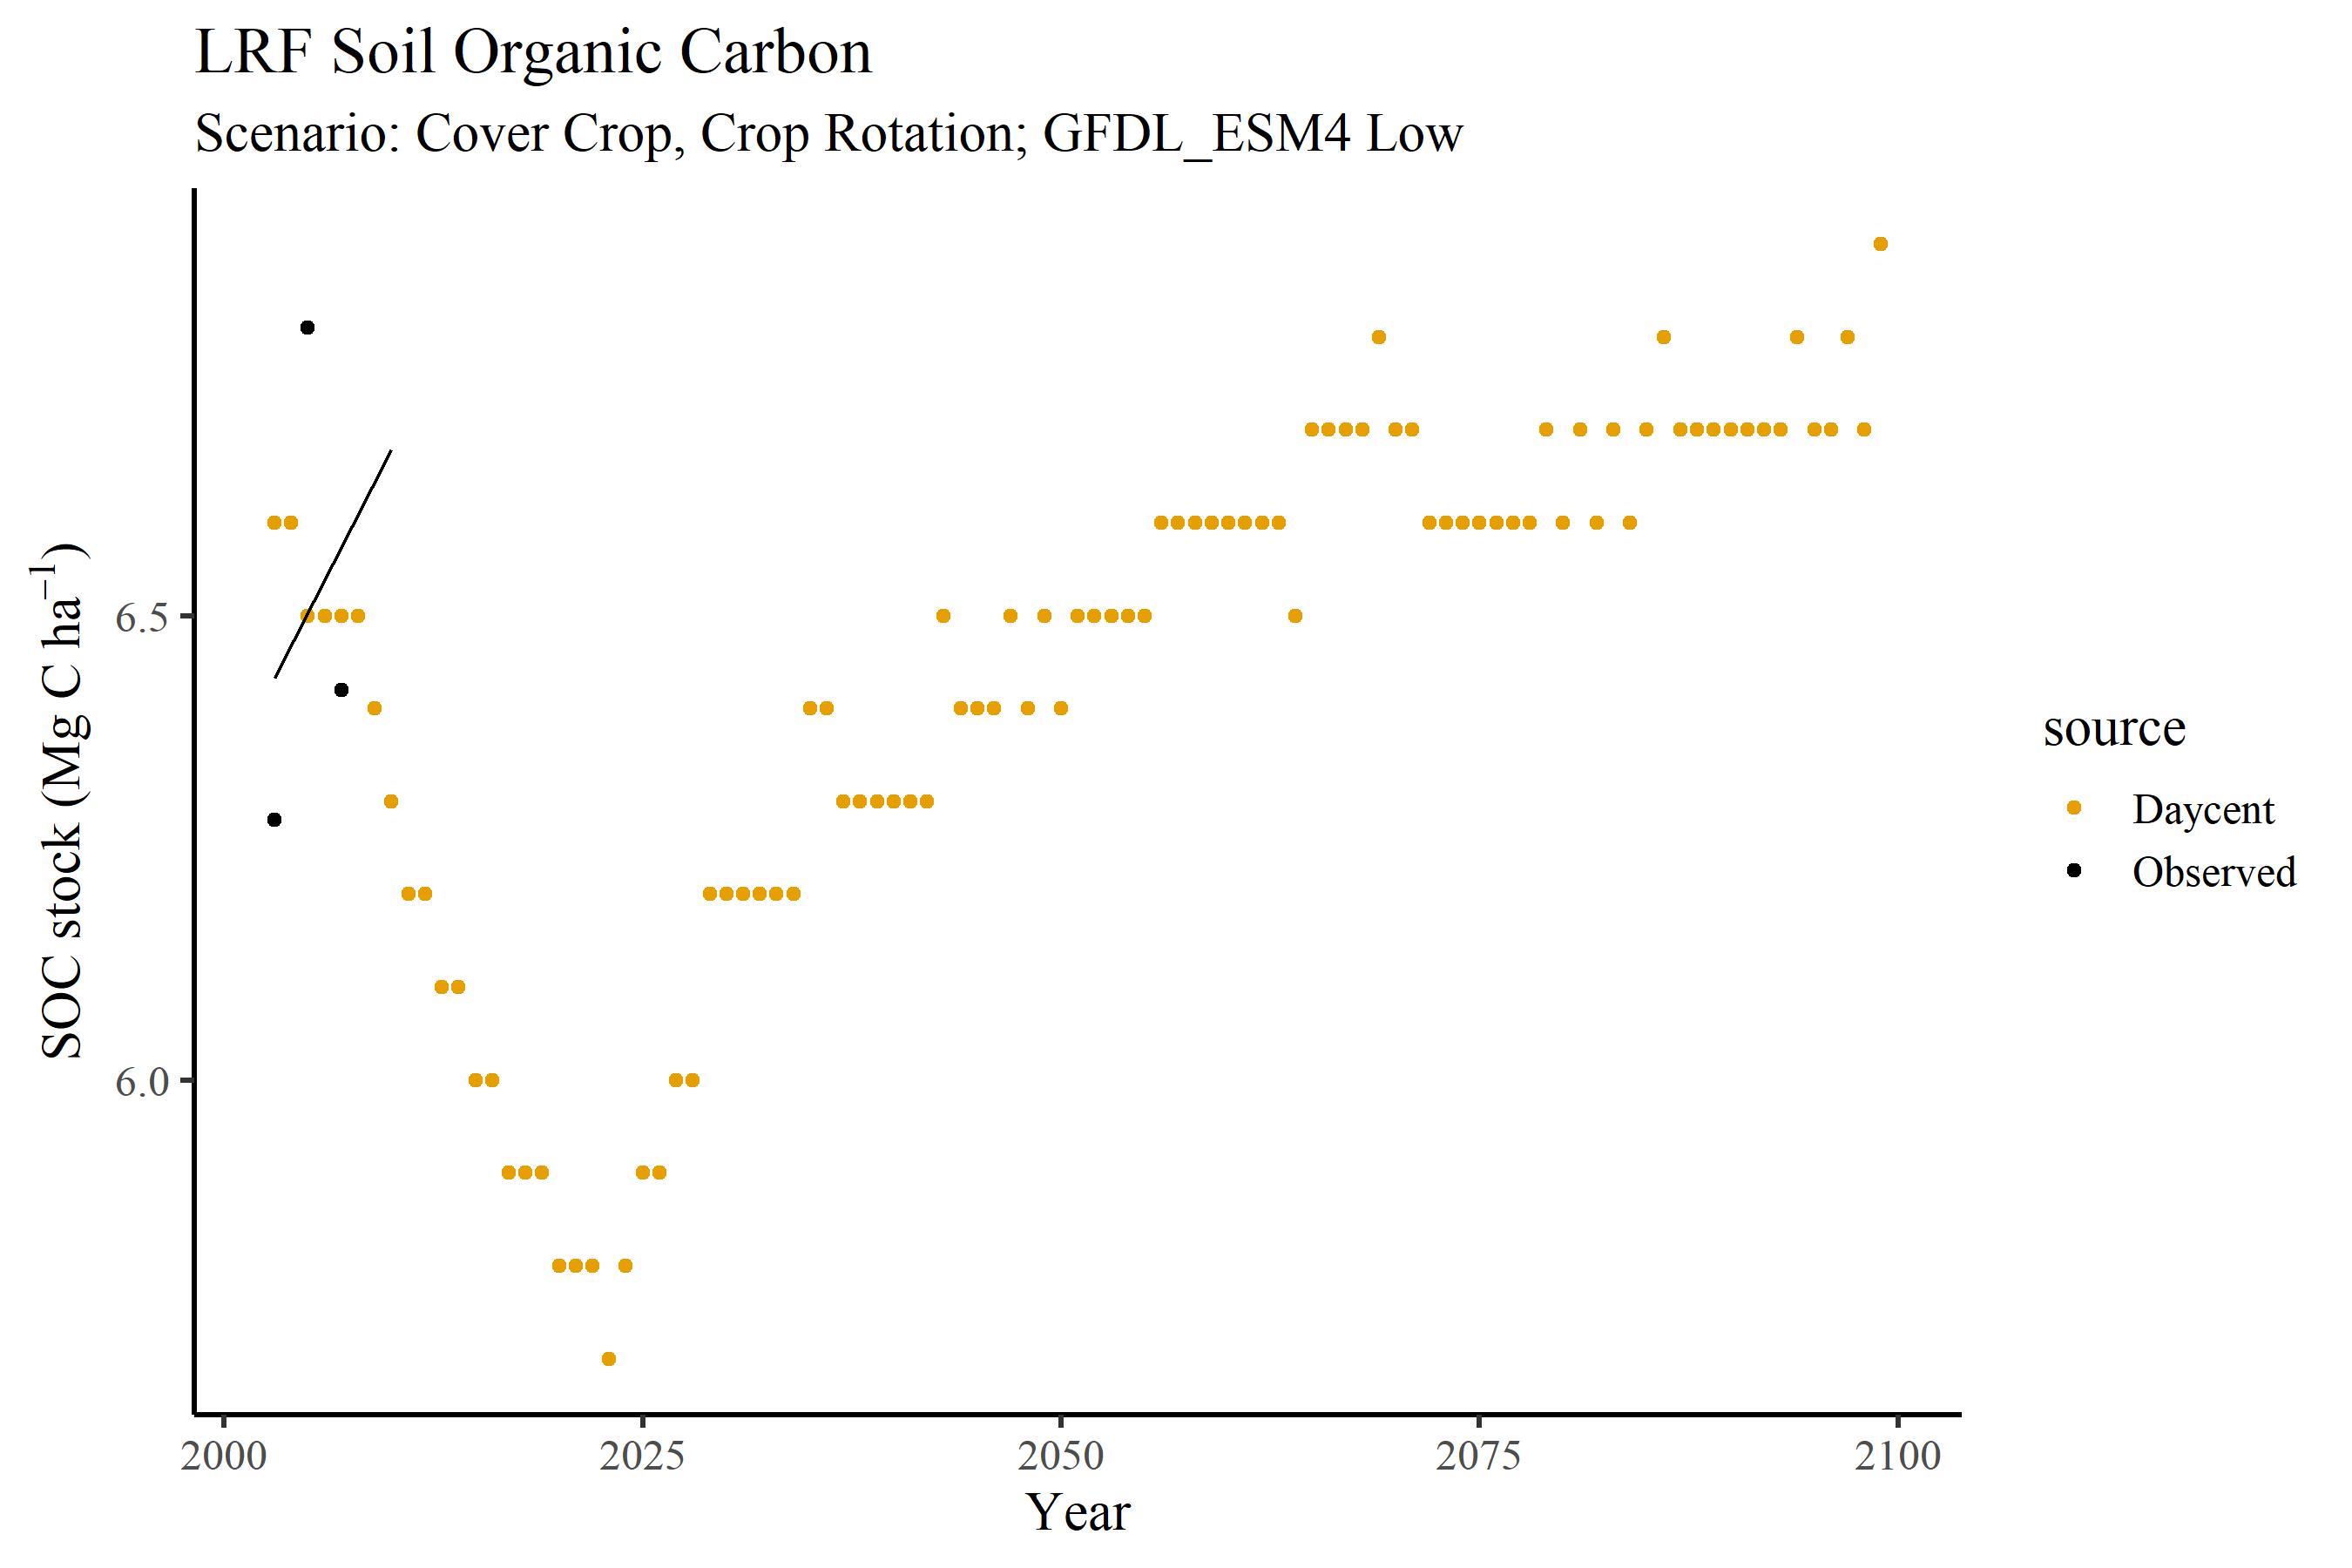 LRF Soil Organic Carbon
Scenario: Cover Crop, Crop Rotation; GFDL_ESM4 Low
SOC stock (Mg C ha⁻¹)
6.5
6.0
2000
2025
2050
2075
2100
Year
source
Daycent
Observed